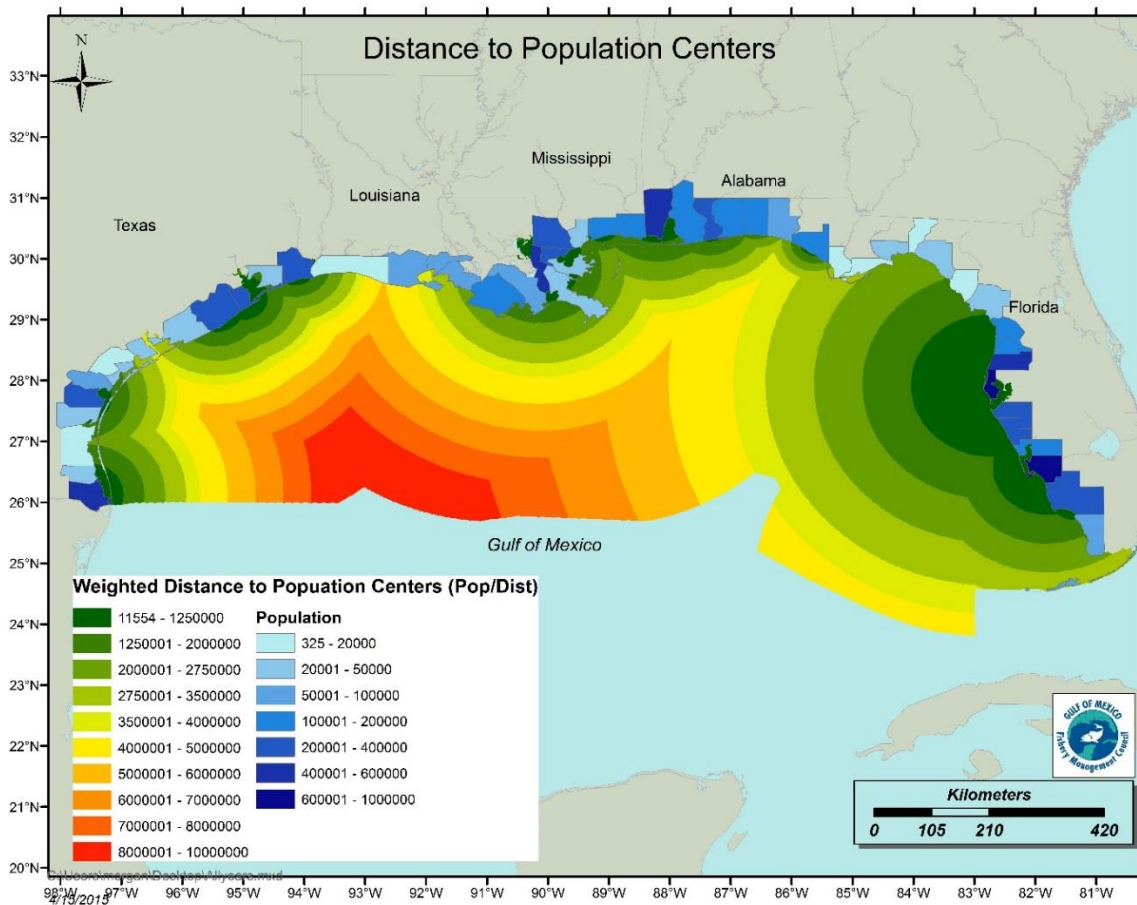 Distance to Population Centers
N
33°N
32°N
31°N
30°N
29°N
28°N
27°N
26°N
25°N
24°N
23°N
22°N
21°N
20°N
Mississippi
Alabama
Louisiana
Texas
Florida
Gulf of Mexico
Weighted Distance to Popuation Centers (Pop/Dist)
11554 - 1250000
1250001 - 2000000
2000001 - 2750000
2750001 - 3500000
3500001 - 4000000
4000001 - 5000000
5000001 - 6000000
6000001 - 7000000
7000001 - 8000000
8000001 - 10000000
Population
325 - 20000
20001 - 50000
50001 - 100000
100001 - 200000
200001 - 400000
400001 - 600000
600001 - 1000000
GULF OF MEXICO
Fishery Management Council
Kilometers
0 105 210 420
98°W 97°W 96°W 95°W 94°W 93°W 92°W 91°W 90°W 89°W 88°W 87°W 86°W 85°W 84°W 83°W 82°W 81°W
4/15/2015